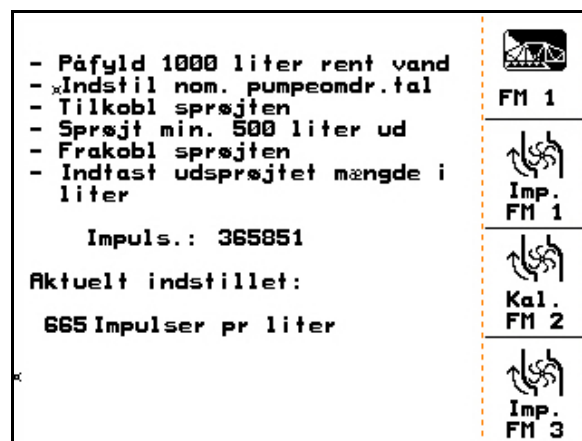 - Påfyld 1000 liter rent vand
- Indstil nom. pumpeomdr.tal
- Tilkobl sprøjten
- Sprøjt min. 500 liter ud
- Frakobl sprøjten
- Indtast udsprøjtet mængde i
liter
Impuls.: 365851
Aktuelt indstillet:
665 Impulser pr liter
FM 1
Imp.
FM 1
Kal.
FM 2
Imp.
FM 3